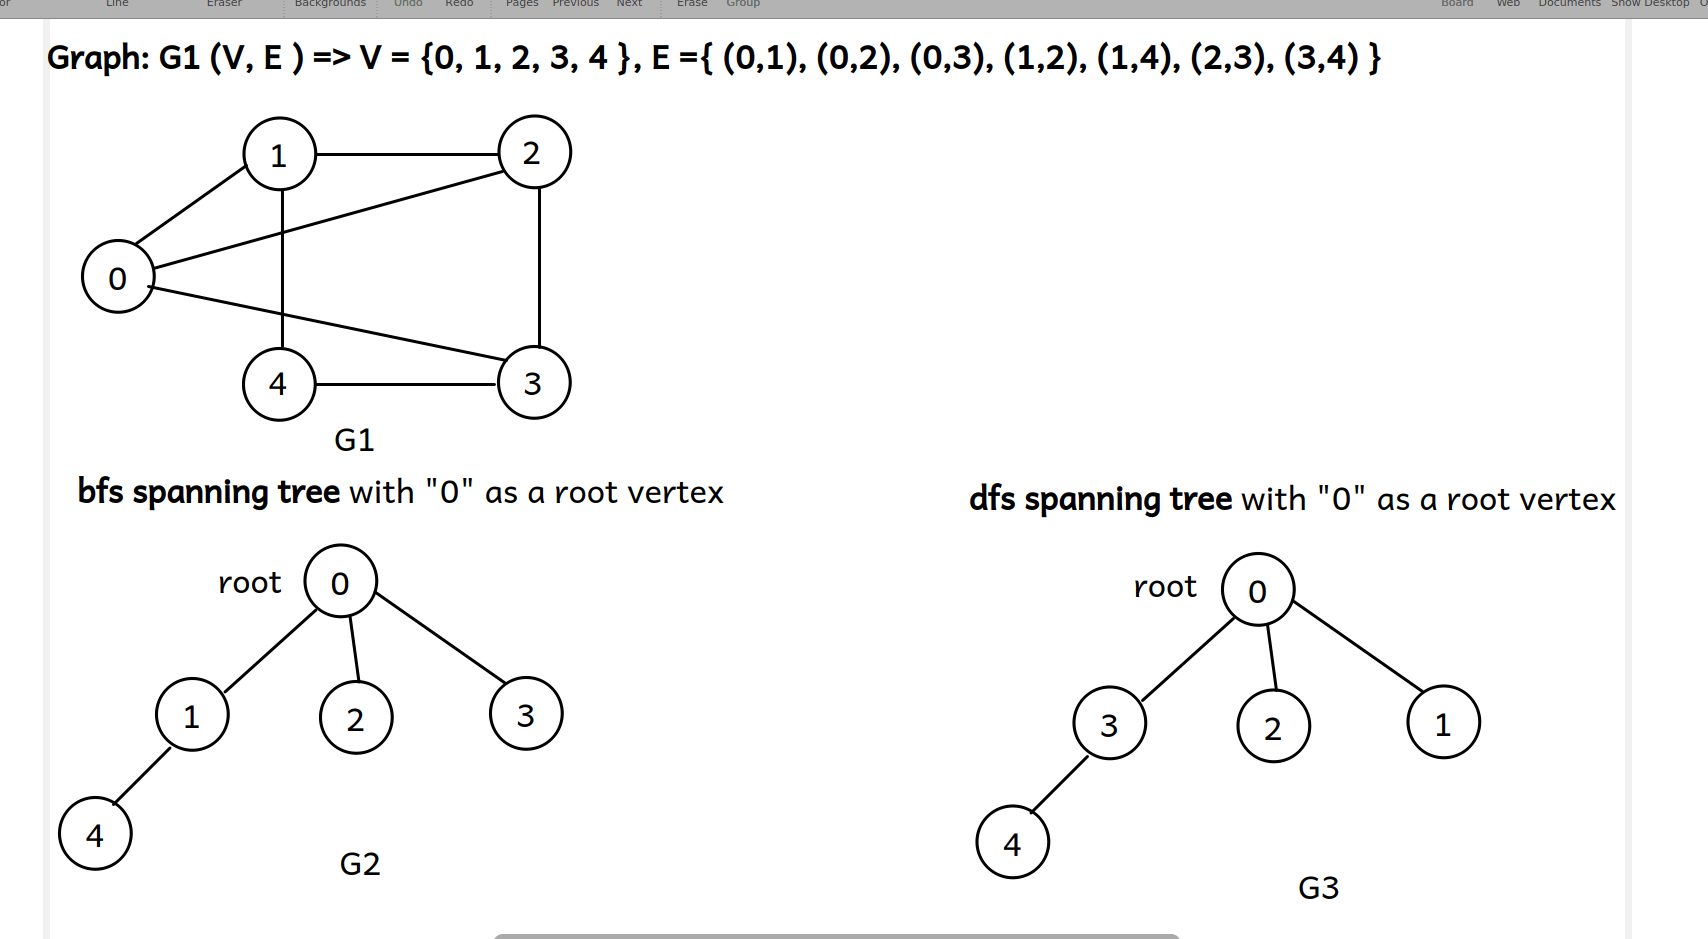 or Line Eraser Backgrounds Undo Redo Pages Previous Next Erase Group Board Web Documents Show Desktop
Graph: G1 (V, E ) => V = {0, 1, 2, 3, 4 }, E ={ (0,1), (0,2), (0,3), (1,2), (1,4), (2,3), (3,4) }
1 2
0
4 3
G1
bfs spanning tree with "0" as a root vertex
root 0
1 2 3
4
G2
dfs spanning tree with "0" as a root vertex
root 0
3 2 1
4
G3